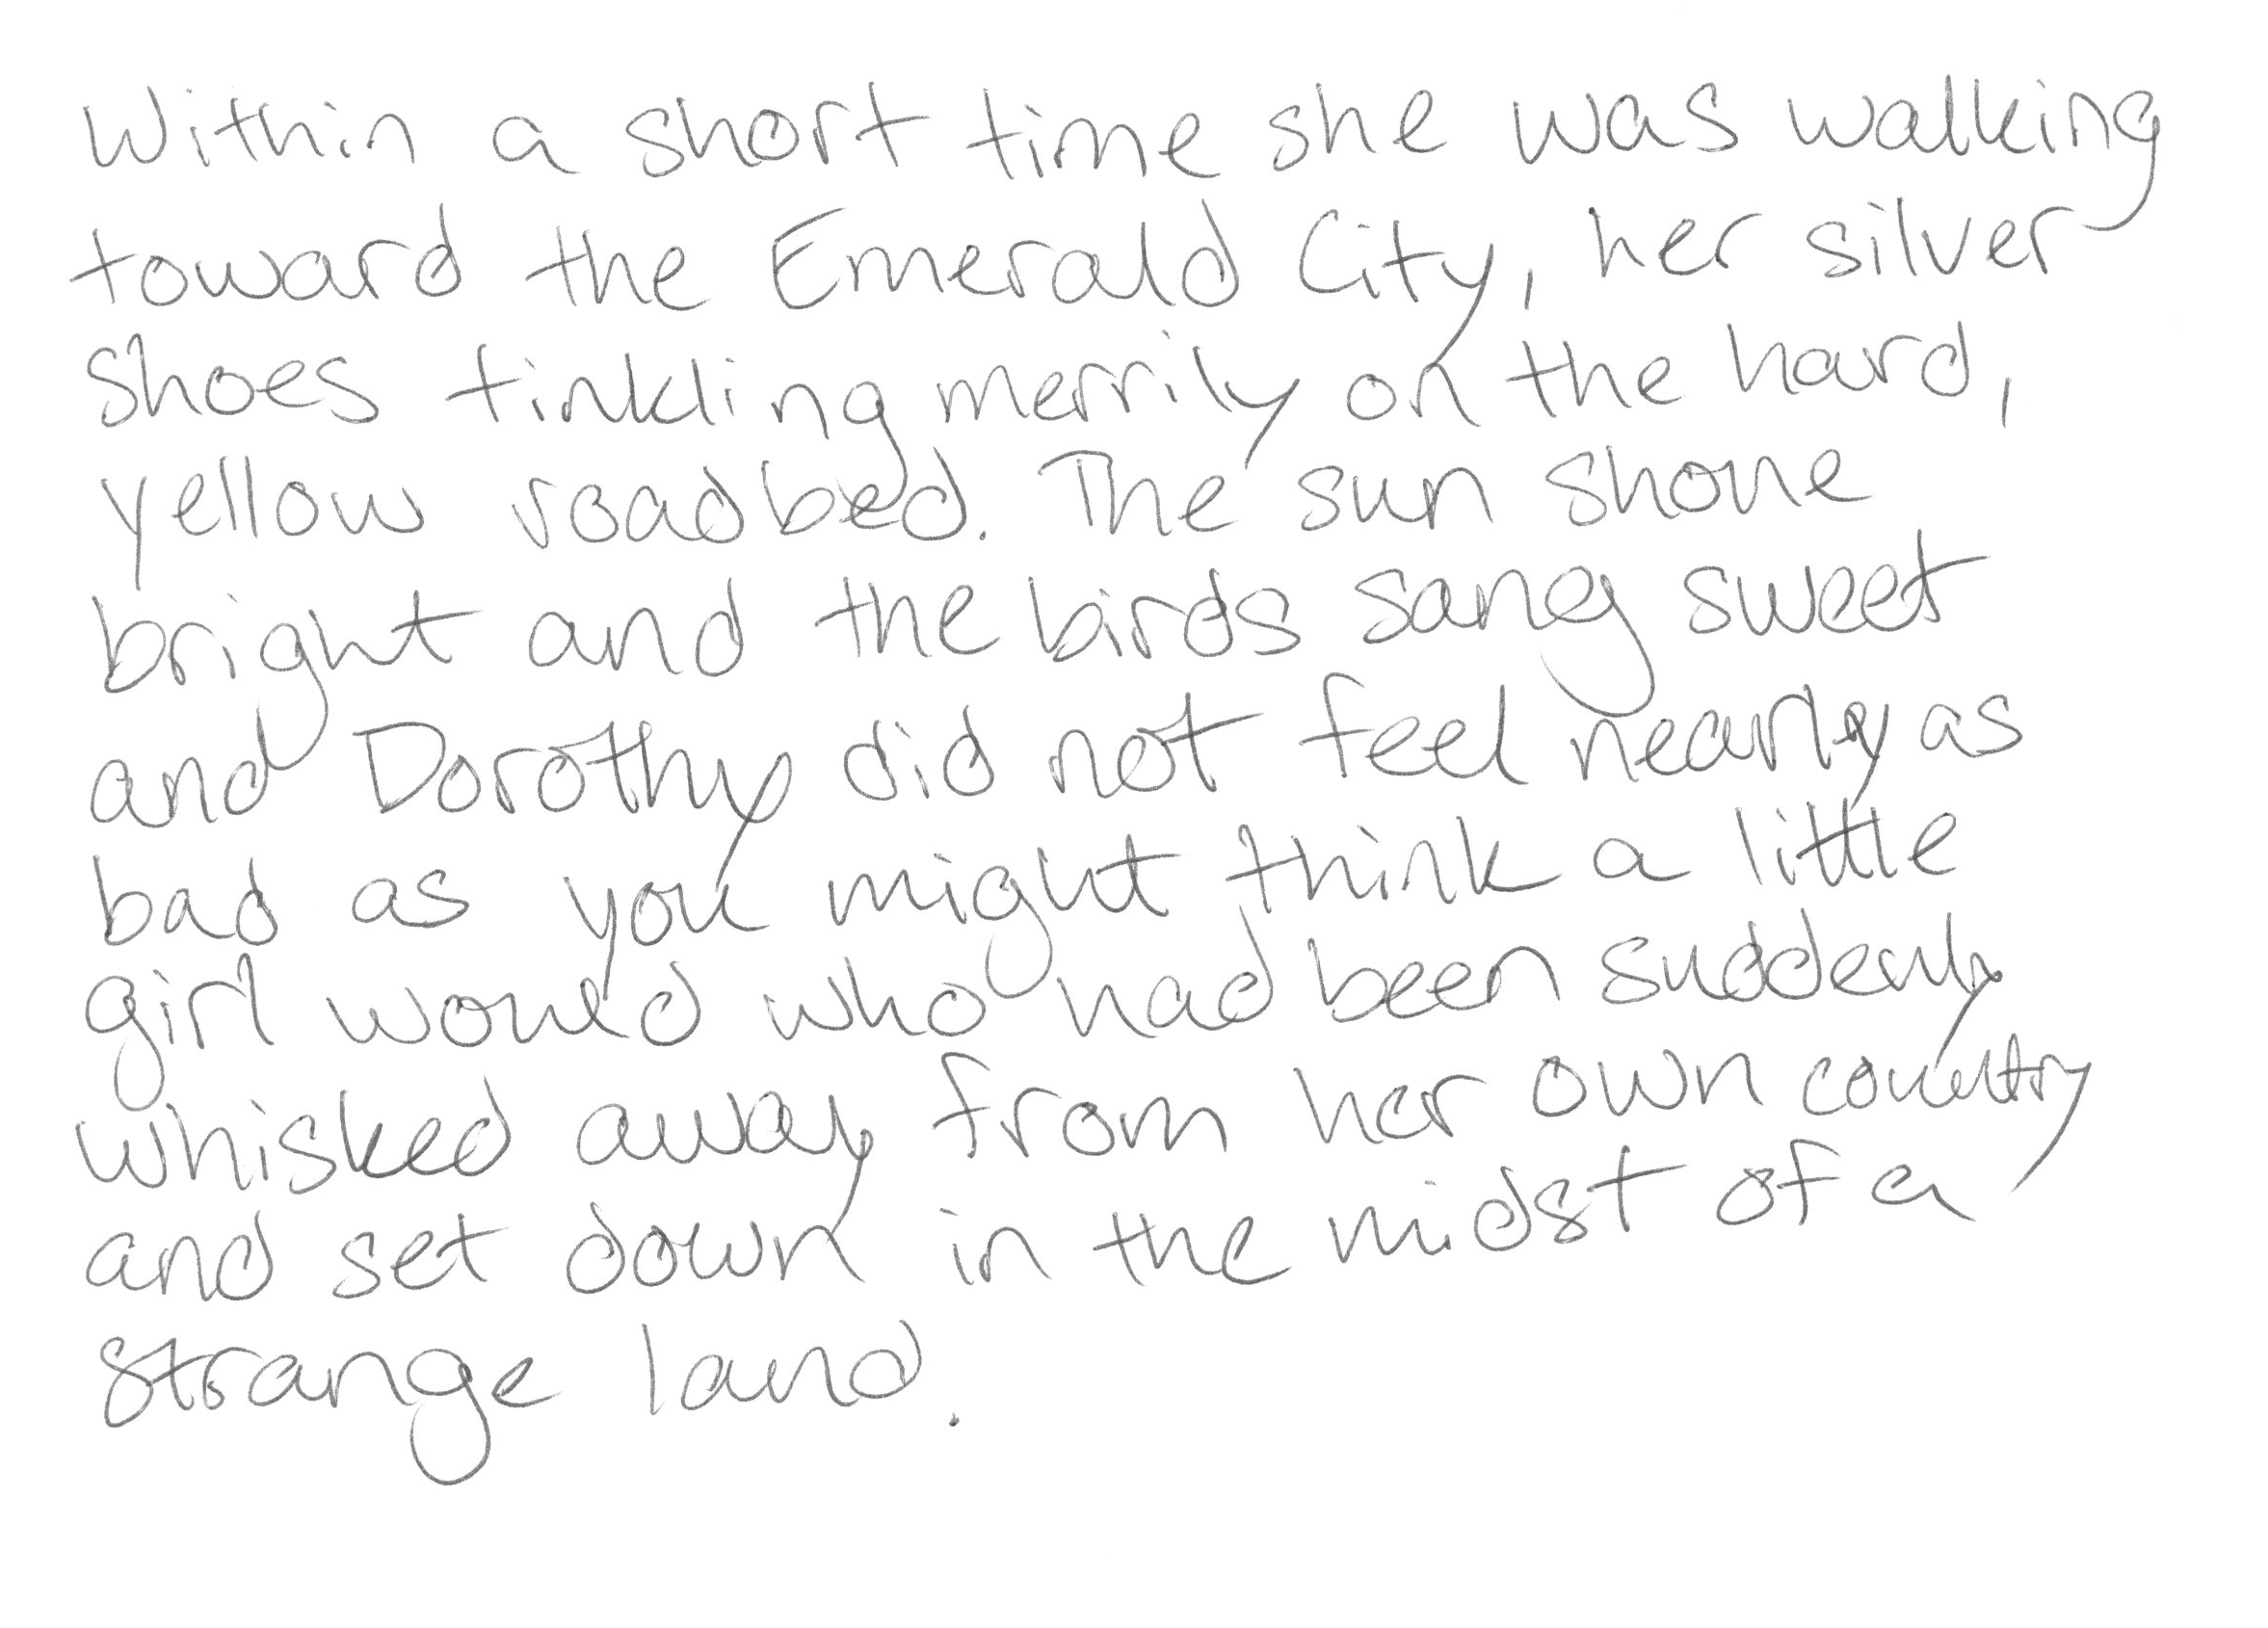 Within a short time she was walking
toward the Emerald City, her silver
shoes tinkling merrily on the hard,
yellow roadbed. The sun shone
bright and the birds sang sweet
and Dorothy did not feel nearly as
bad as you might think a little
girl would who had been suddenly
whisked away from her own country
and set down in the midst of a
strange land.